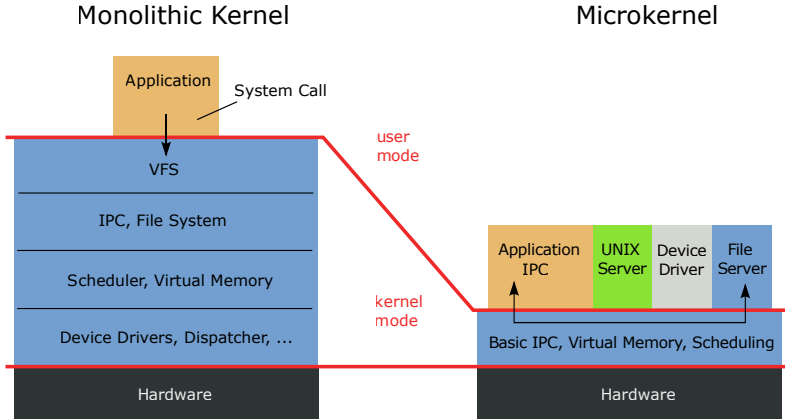 Monolithic Kernel
Microkernel
Application
System Call
user
mode
VFS
IPC, File System
Scheduler, Virtual Memory
Device Drivers, Dispatcher, ...
Hardware
kernel
mode
Application
IPC
UNIX
Server
Device
Driver
File
Server
Basic IPC, Virtual Memory, Scheduling
Hardware